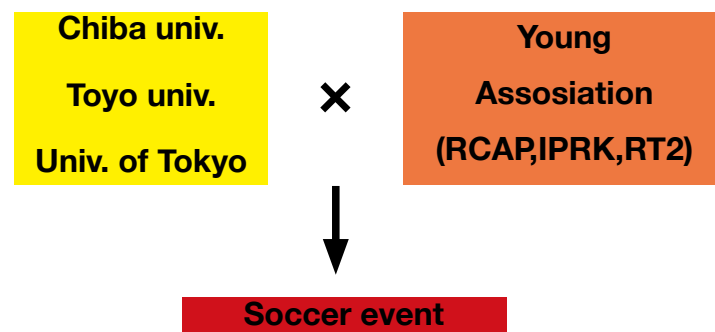 Chiba univ.
Toyo univ.
Univ. of Tokyo
×
Young
Assosiation
(RCAP,IPRK,RT2)
Soccer event